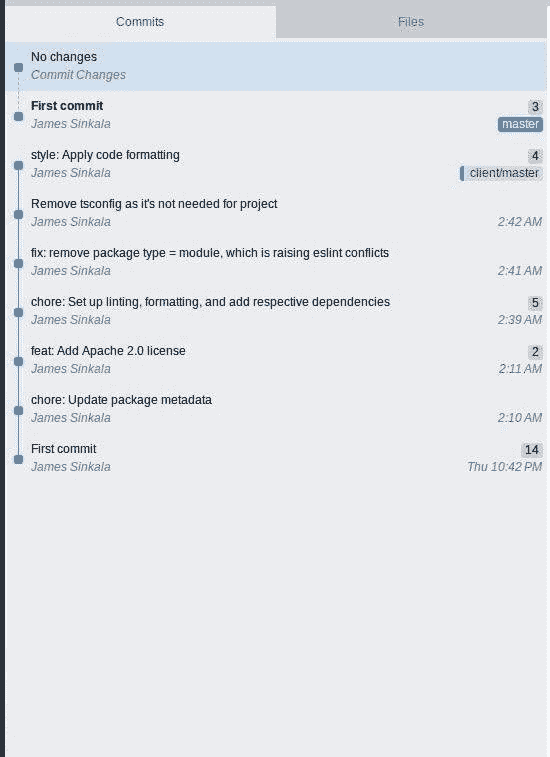 Commits Files
No changes
Commit Changes
First commit 3
James Sinkala master
style: Apply code formatting 4
James Sinkala client/master
Remove tsconfig as it's not needed for project
James Sinkala 2:42 AM
fix: remove package type = module, which is raising eslint conflicts
James Sinkala 2:41 AM
chore: Set up linting, formatting, and add respective dependencies 5
James Sinkala 2:39 AM
feat: Add Apache 2.0 license 2
James Sinkala 2:11 AM
chore: Update package metadata
James Sinkala 2:10 AM
First commit 14
James Sinkala Thu 10:42 PM